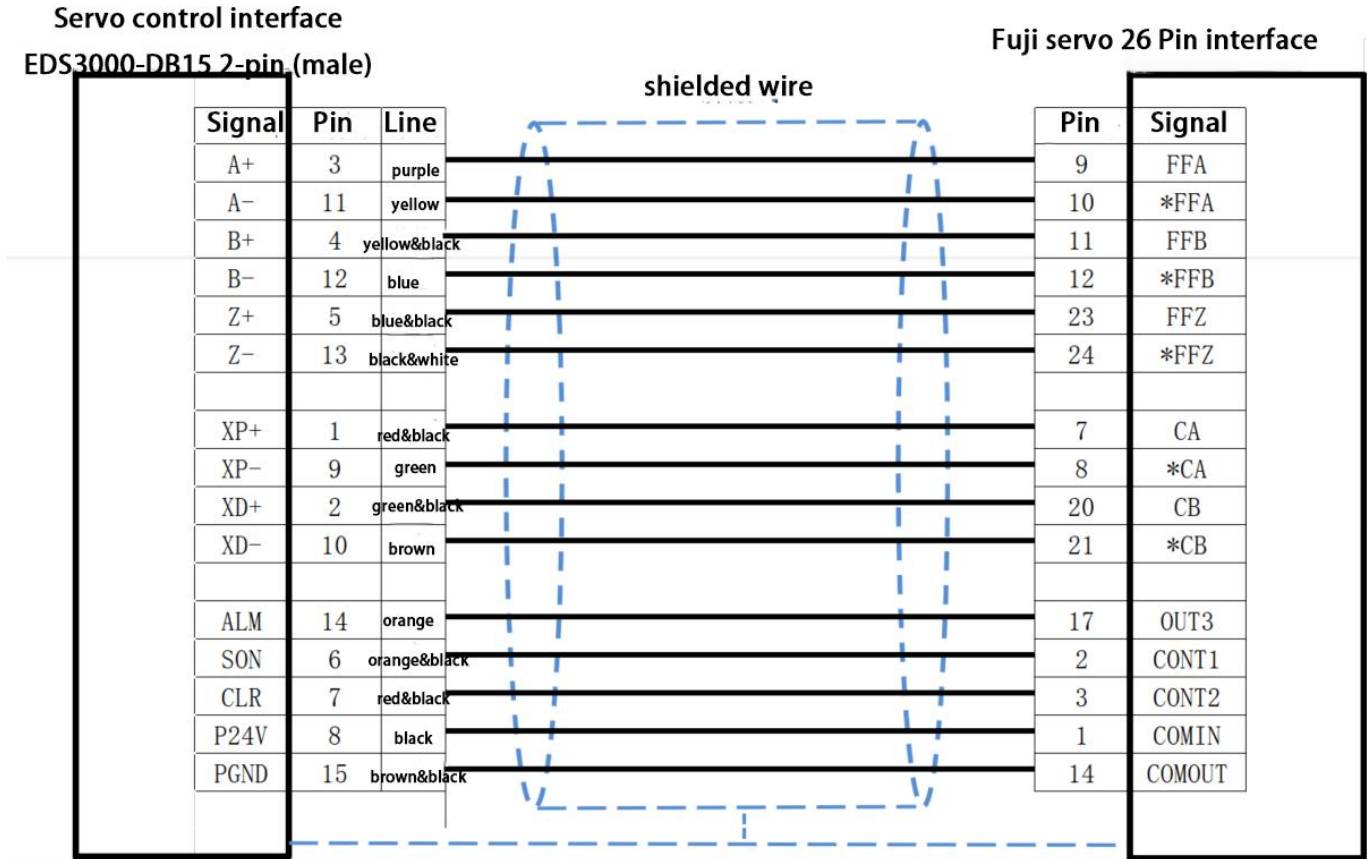 Servo control interface
EDS3000-DB15 2-pin (male)
Fuji servo 26 Pin interface
shielded wire
Signal Pin Line Pin Signal
A+ 3 purple 9 FFA
A- 11 yellow 10 *FFA
B+ 4 yellow&black 11 FFB
B- 12 blue 12 *FFB
Z+ 5 blue&black 23 FFZ
Z- 13 black&white 24 *FFZ
XP+ 1 red&black 7 CA
XP- 9 green 8 *CA
XD+ 2 green&black 20 CB
XD- 10 brown 21 *CB
ALM 14 orange 17 OUT3
SON 6 orange&black 2 CONT1
CLR 7 red&black 3 CONT2
P24V 8 black 1 COMIN
PGND 15 brown&black 14 COMOUT